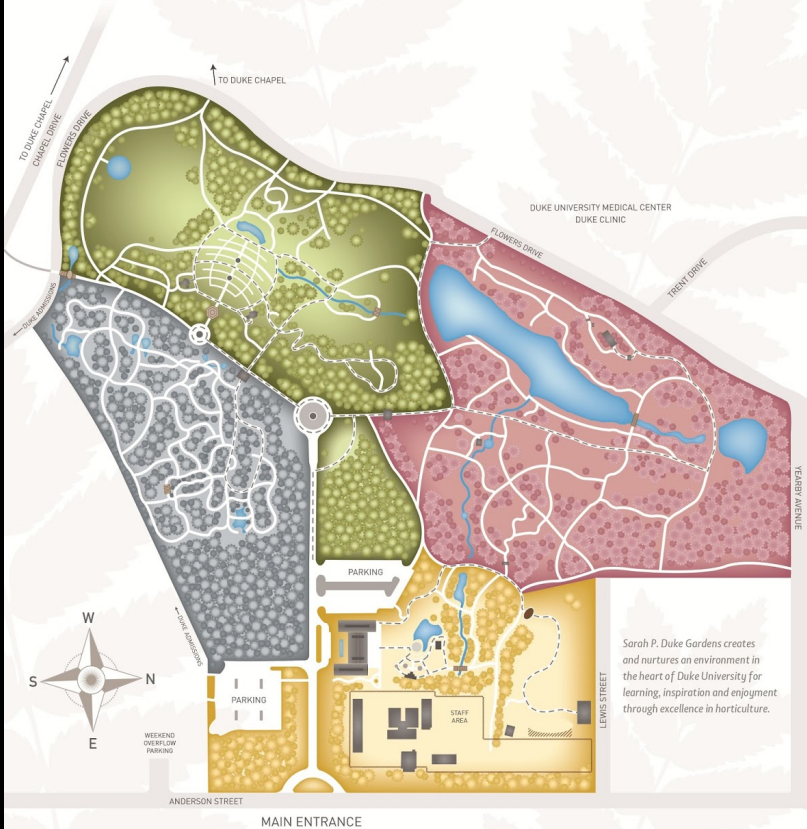 TO DUKE CHAPEL
TO DUKE CHAPEL
CHAPEL DRIVE
FLOWERS DRIVE
DUKE UNIVERSITY MEDICAL CENTER
DUKE CLINIC
FLOWERS DRIVE
TRENT DRIVE
DUKE ADMISSIONS
YEARBY AVENUE
PARKING
DUKE ADMISSIONS
W
S
N
E
PARKING
STAFF
AREA
LEWIS STREET
Sarah P. Duke Gardens creates
and nurtures an environment in
the heart of Duke University for
learning, inspiration and enjoyment
through excellence in horticulture.
WEEKEND
OVERFLOW
PARKING
ANDERSON STREET
MAIN ENTRANCE